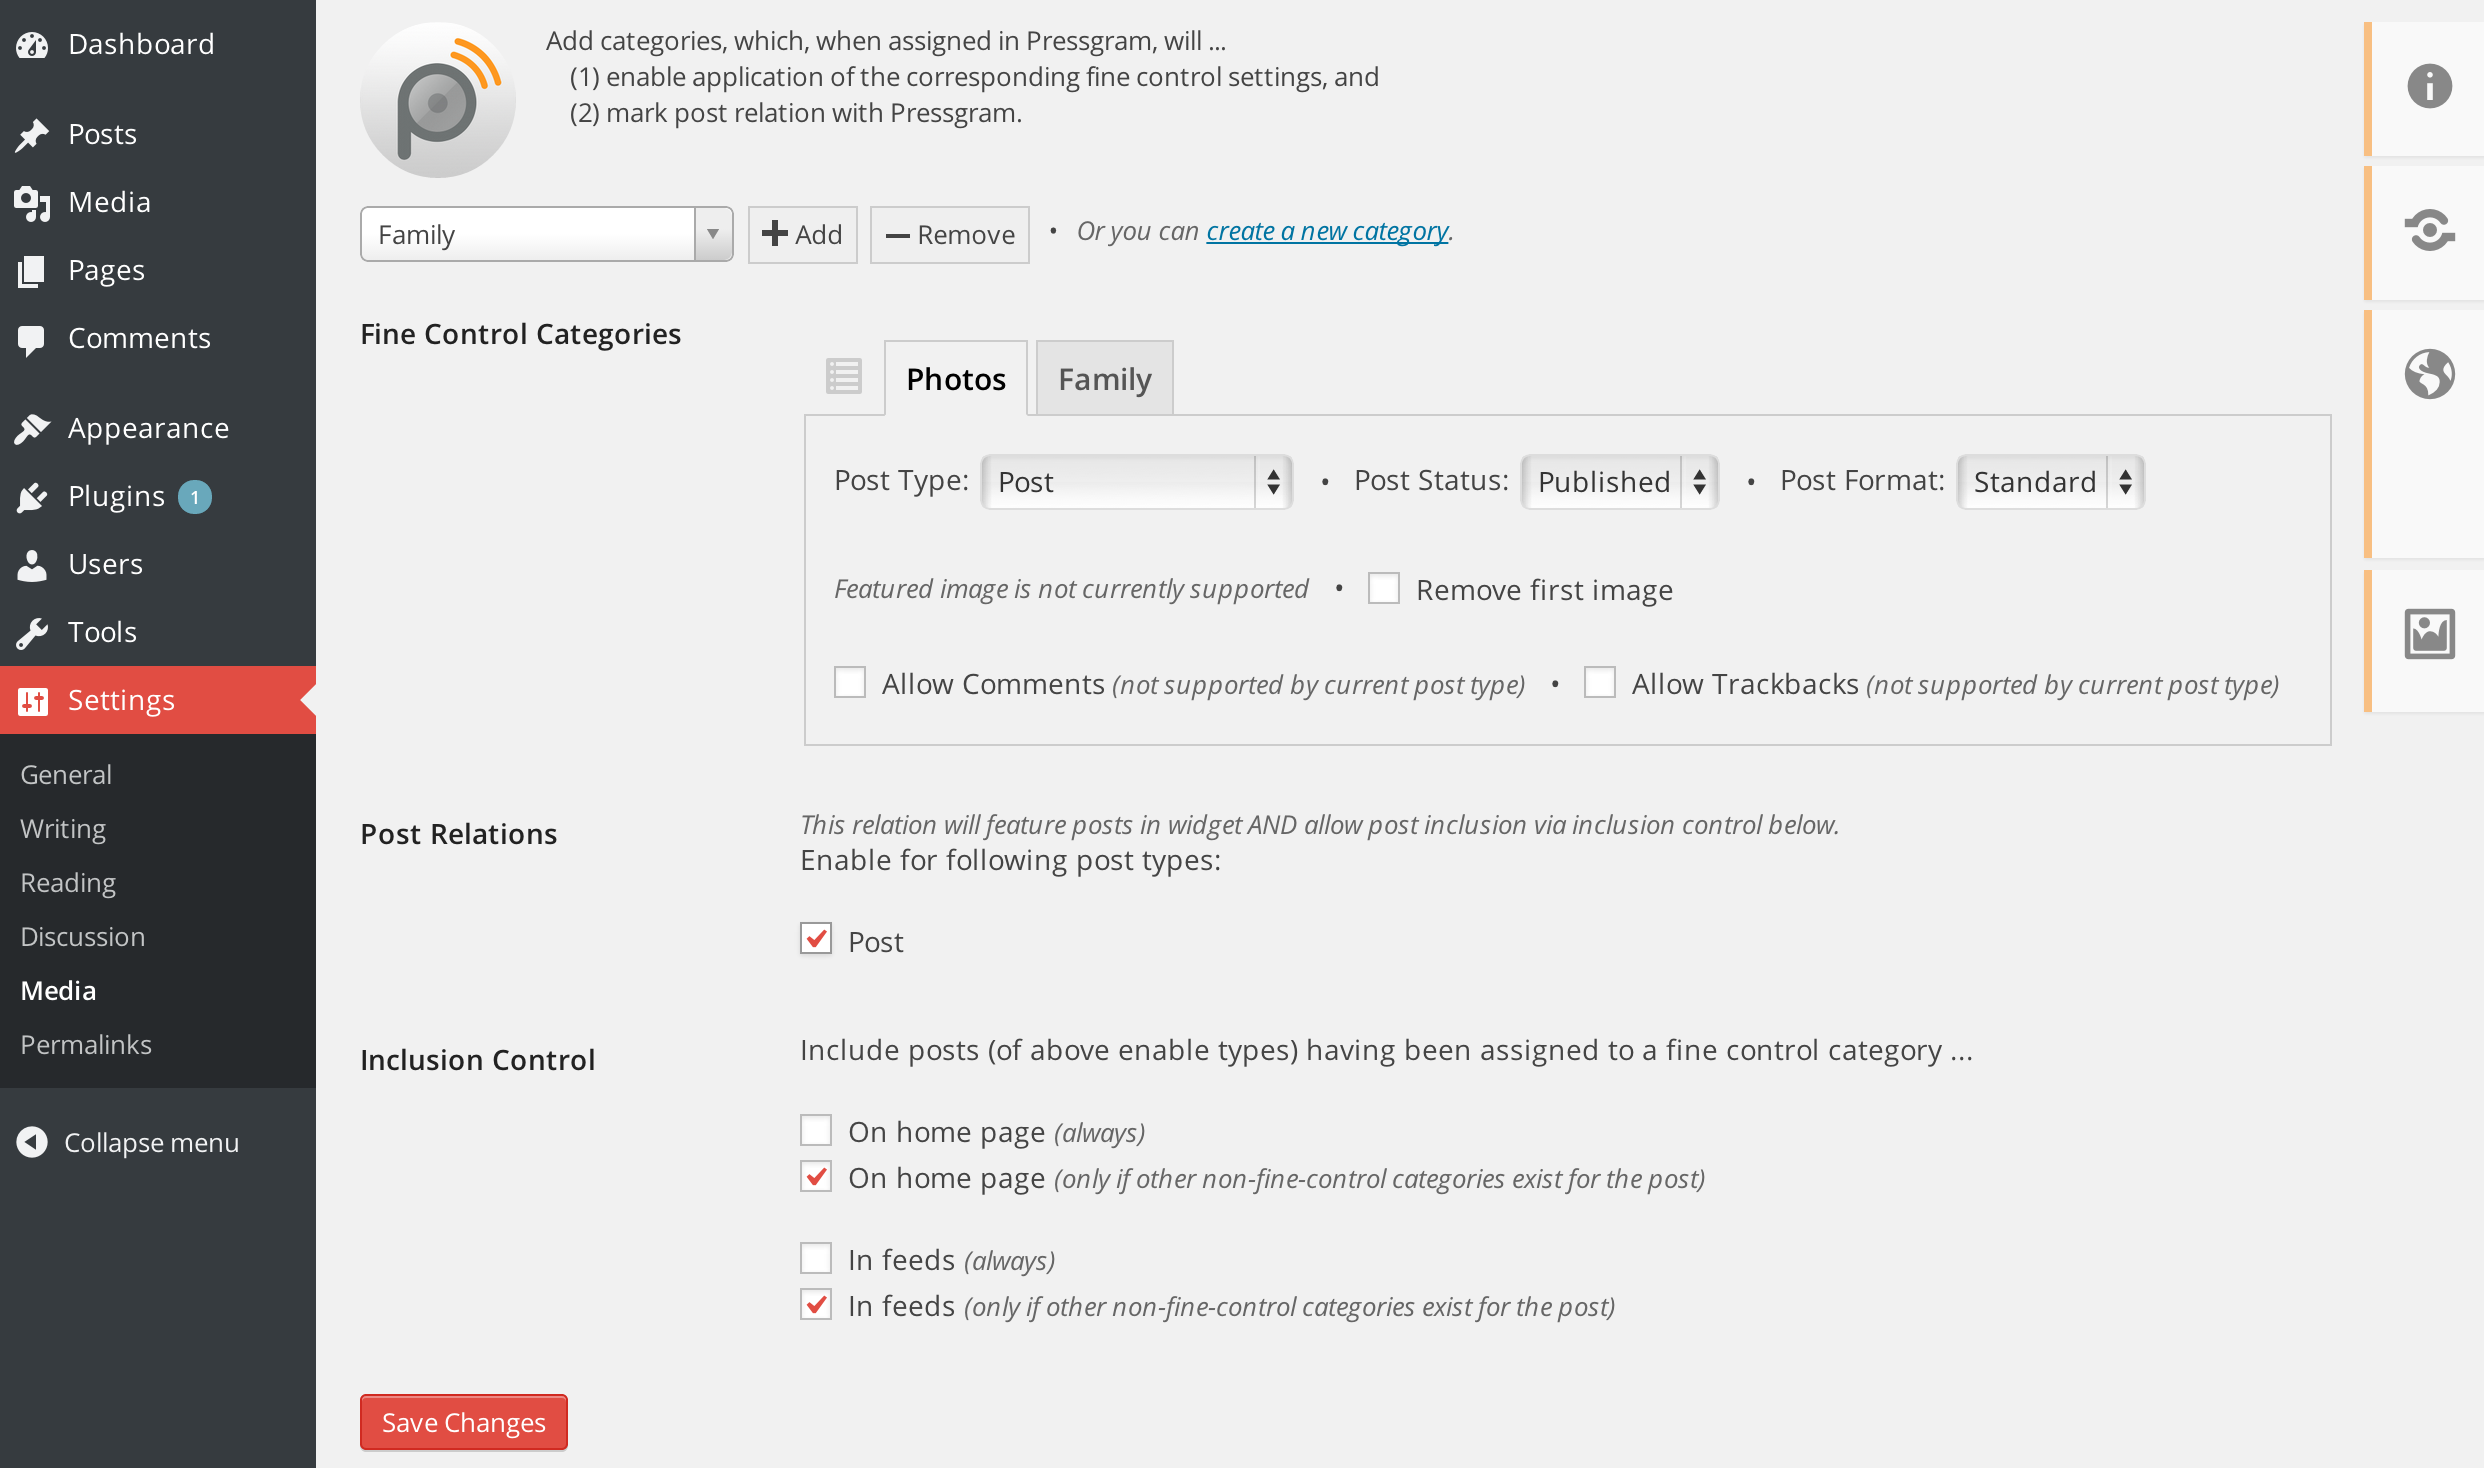 Dashboard
Posts
Media
Pages
Comments
Appearance
Plugins 1
Users
Tools
Settings
General
Writing
Reading
Discussion
Media
Permalinks
Collapse menu
Add categories, which, when assigned in Pressgram, will ...
(1) enable application of the corresponding fine control settings, and
(2) mark post relation with Pressgram.
Family Add Remove • Or you can create a new category.
Fine Control Categories
Photos Family
Post Type: Post • Post Status: Published • Post Format: Standard
Featured image is not currently supported • Remove first image
Allow Comments (not supported by current post type) • Allow Trackbacks (not supported by current post type)
Post Relations
This relation will feature posts in widget AND allow post inclusion via inclusion control below.
Enable for following post types:
Post
Inclusion Control
Include posts (of above enable types) having been assigned to a fine control category ...
On home page (always)
On home page (only if other non-fine-control categories exist for the post)
In feeds (always)
In feeds (only if other non-fine-control categories exist for the post)
Save Changes